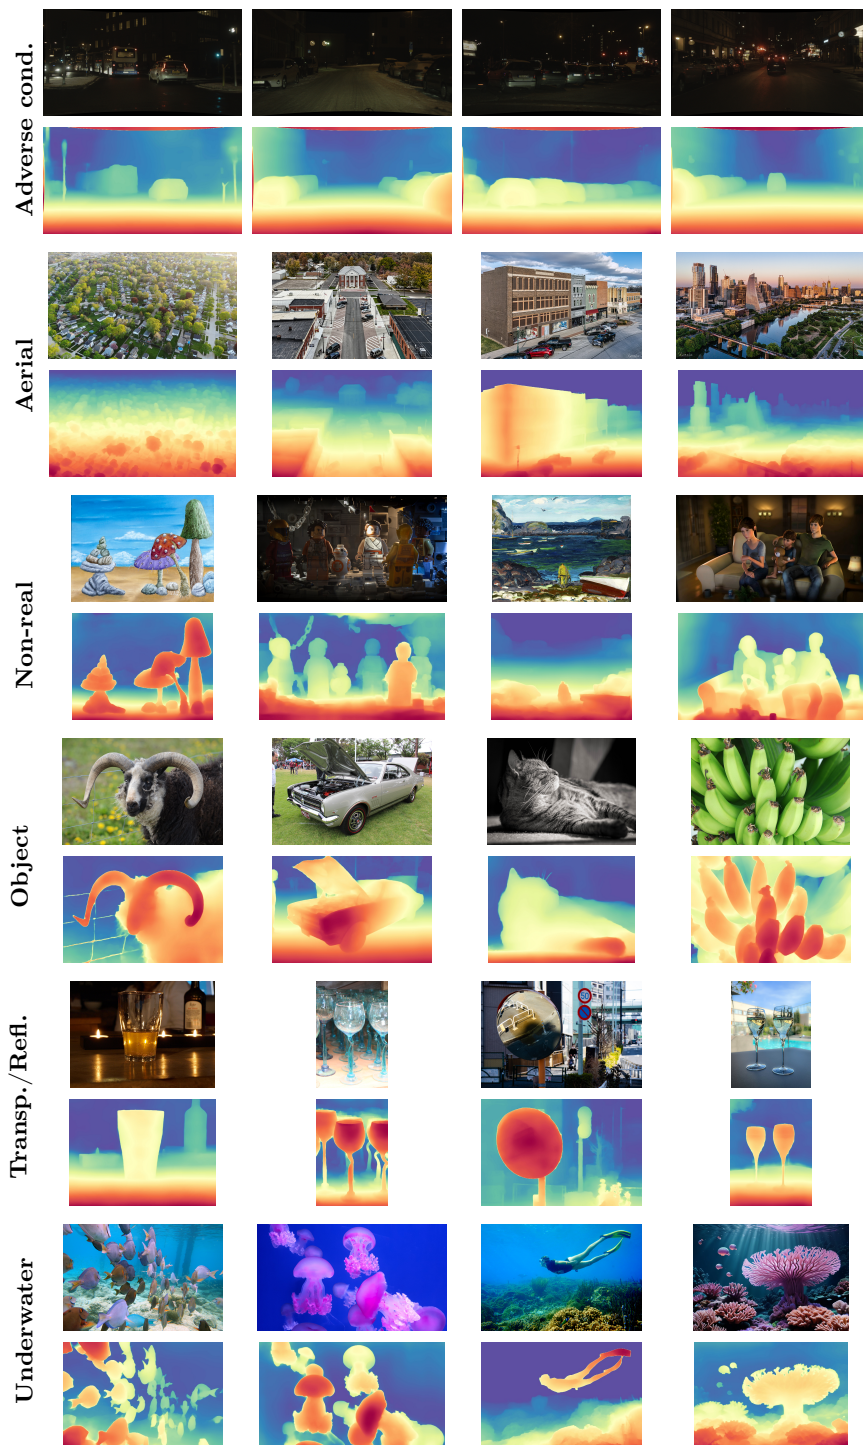 Adverse cond.
Aerial
Non-real
Object
Transp./Refl.
50
Underwater